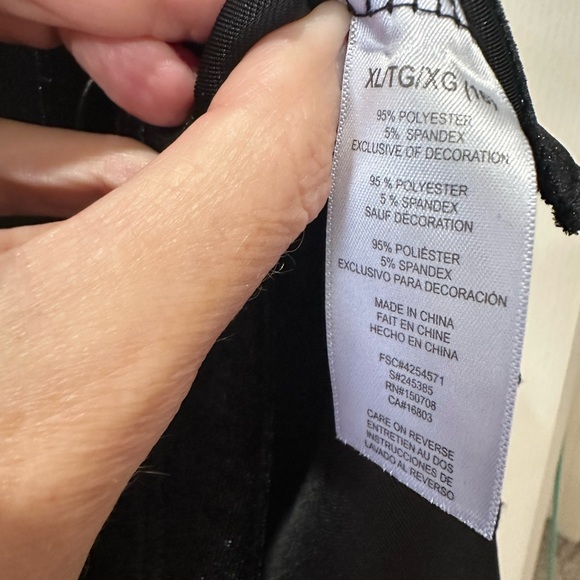 XL/TG/XG (16)
95% POLYESTER
5% SPANDEX
EXCLUSIVE OF DECORATION
95% POLYESTER
5% SPANDEX
SAUF DÉCORATION
95% POLIÉSTER
5% SPANDEX
EXCLUSIVO PARA DECORACIÓN
MADE IN CHINA
FAIT EN CHINE
HECHO EN CHINA
FSC#4254571
S#245385
RN#150708
CA#16803
CARE ON REVERSE
ENTRETIEN AU DOS
INSTRUCCIONES DE
LAVADO AL REVERSO